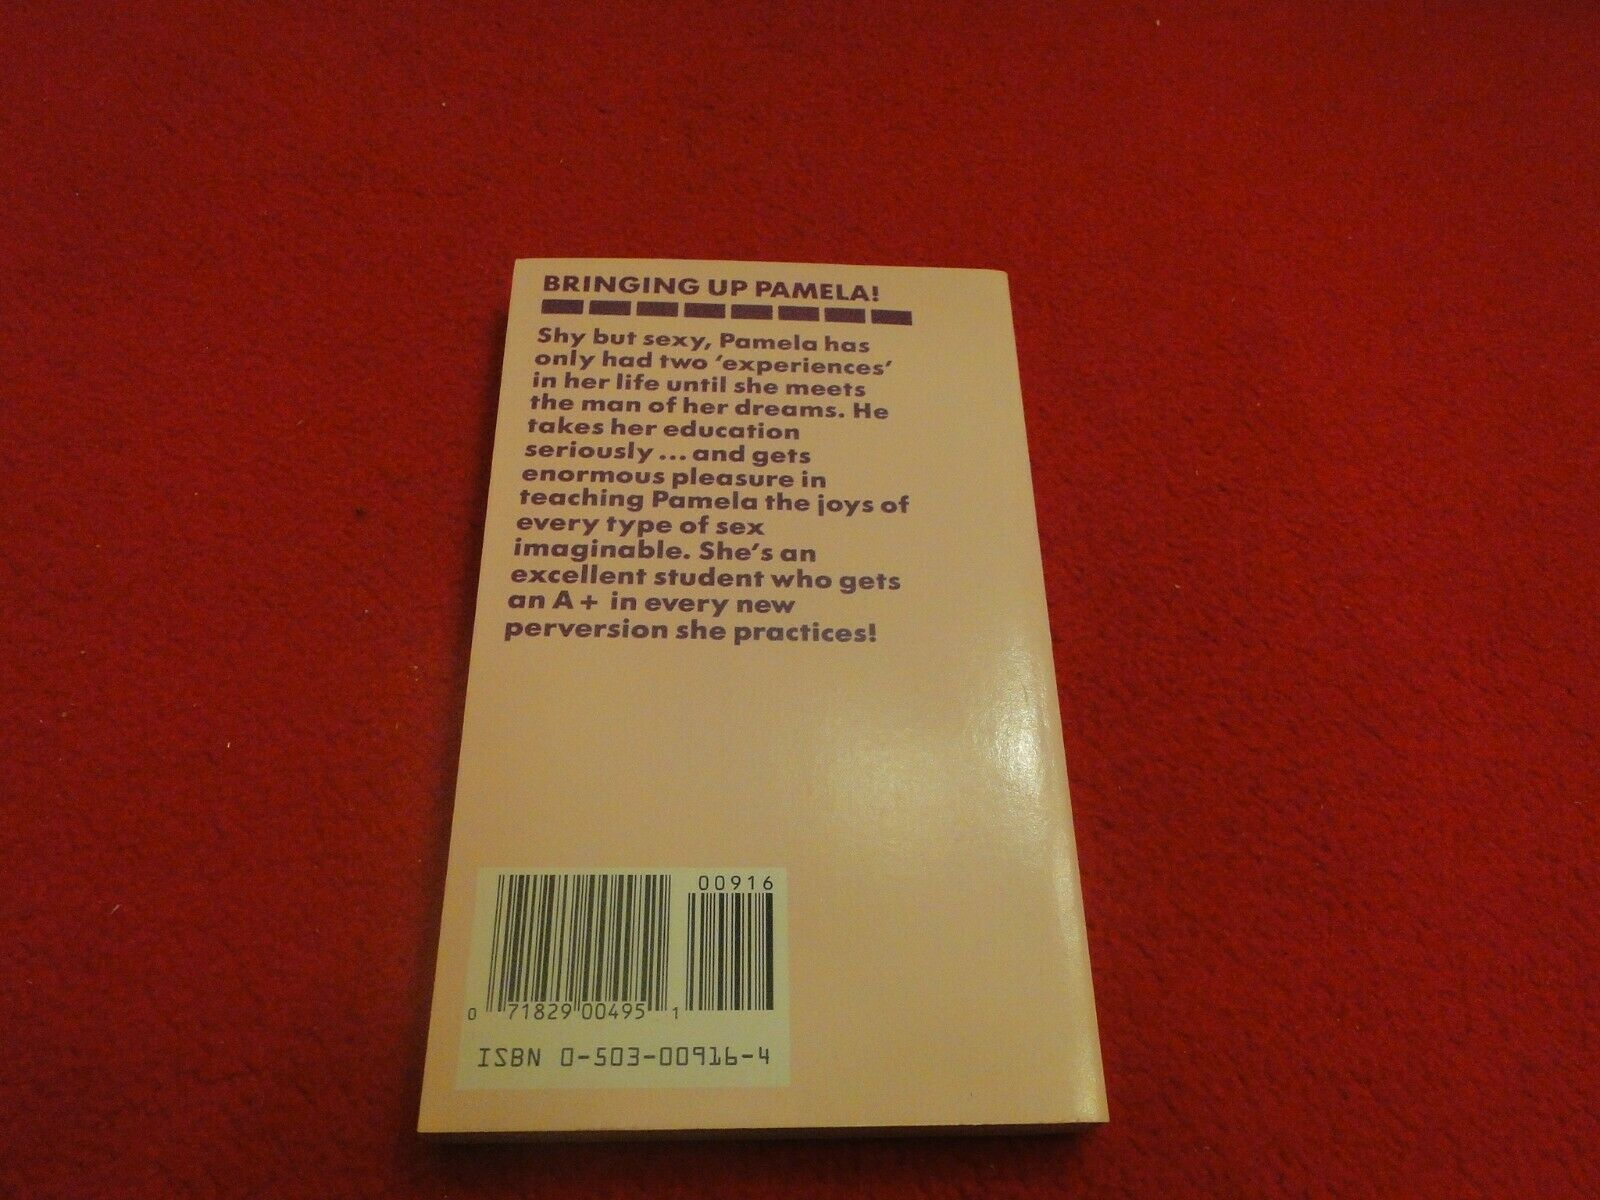 BRINGING UP PAMELA!
Shy but sexy, Pamela has
only had two ‘experiences’
in her life until she meets
the man of her dreams. He
takes her education
seriously... and gets
enormous pleasure in
teaching Pamela the joys of
every type of sex
imaginable. She’s an
excellent student who gets
an A+ in every new
perversion she practices!
00916
0 71829 00495 1
ISBN 0-503-00916-4